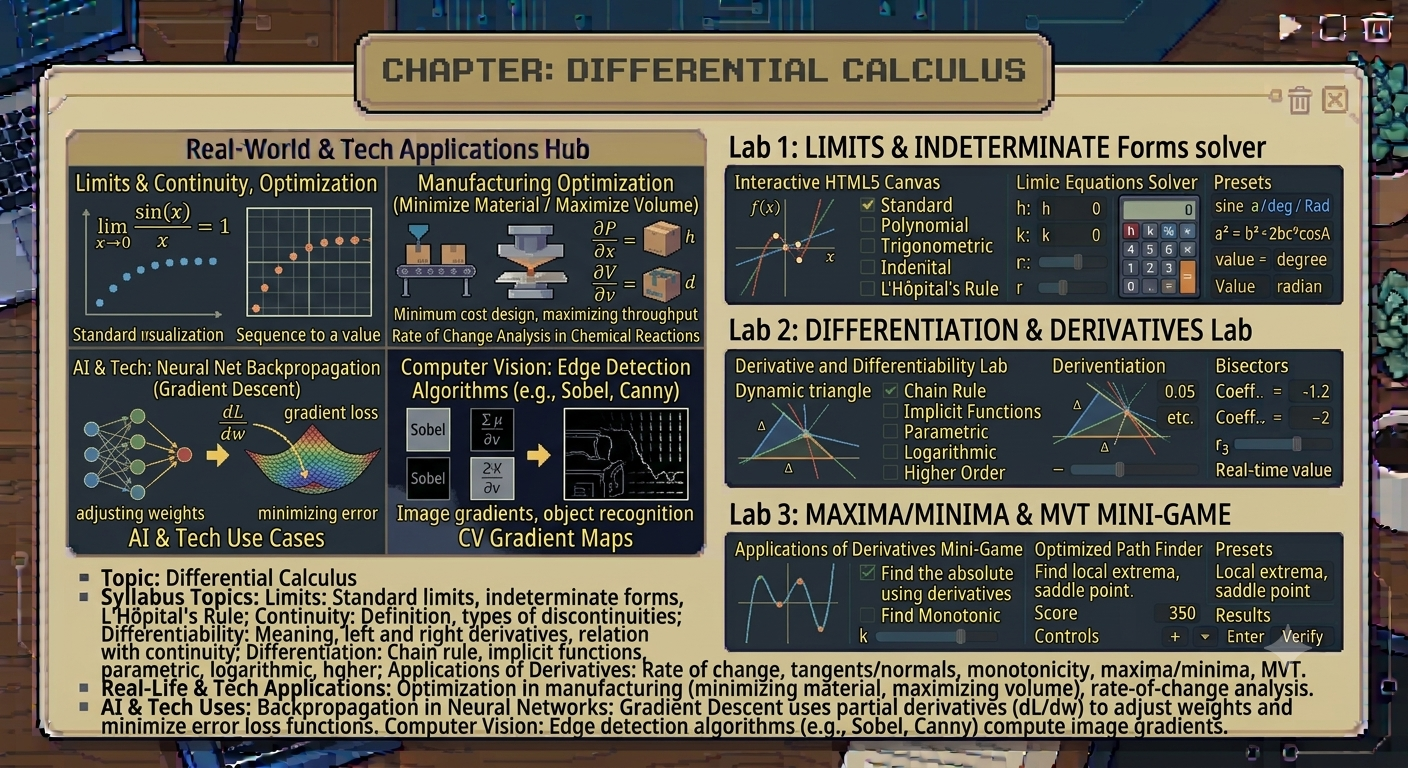 CHAPTER: DIFFERENTIAL CALCULUS
Real-World & Tech Applications Hub
Limits & Continuity, Optimization
lim x→0 sin(x)/x = 1
Standard
Sequence to a value
Manufacturing Optimization
(Minimize Material / Maximize Volume)
∂P/∂x = h
∂V/∂v = d
Minimum cost design, maximizing throughput
Rate of Change Analysis in Chemical Reactions
AI & Tech: Neural Net Backpropagation
(Gradient Descent)
dL/dw
gradient loss
adjusting weights
minimizing error
AI & Tech Use Cases
Computer Vision: Edge Detection
Algorithms (e.g., Sobel, Canny)
Sobel
Σμ/∂v
Sobel
Image gradients, object recognition
CV Gradient Maps
Topic: Differential Calculus
Syllabus Topics: Limits: Standard limits, indeterminate forms,
L'Höpital's Rule; Continuity: Definition, types of discontinuities;
Differentiability: Meaning, left and right derivatives, relation
with continuity; Differentiation: Chain rule, implicit functions,
parametric, logarithmic, hgher; Applications of Derivatives: Rate of change, tangents/normals, monotonicity, maxima/minima, MVT.
Real-Life & Tech Applications: Optimization in manufacturing (minimizing material, maximizing volume), rate-of-change analysis.
AI & Tech Uses: Backpropagation in Neural Networks: Gradient Descent uses partial derivatives (dL/dw) to adjust weights and
minimize error loss functions. Computer Vision: Edge detection algorithms (e.g., Sobel, Canny) compute image gradients.
Lab 1: LIMITS & INDETERMINATE Forms solver
Interactive HTML5 Canvas
f(x)
x
Standard
Polynomial
Trigonometric
Indenital
L'Hôpital's Rule
Limic Equations Solver
h: h 0
k: k 0
r:
r
0
h k % *
4 5 6 *
1 2 3 =
0 . =
Presets
sine a/deg / Rad
value = degree
Value radian
Lab 2: DIFFERENTIATION & DERIVATIVES Lab
Derivative and Differentiability Lab
Dynamic triangle
Δ
Δ
Chain Rule
Implicit Functions
Parametric
Logarithmic
Higher Order
Deriventiation
Δ
Δ
0.05
etc.
Bisectors
Coeff.. = -1.2
Coeff.. = -2
r3
Real-time value
Lab 3: MAXIMA/MINIMA & MVT MINI-GAME
Applications of Derivatives Mini-Game
Find the absolute
using derivatives
Find Monotonic
k
Optimized Path Finder
Find local extrema,
saddle point.
Score 350
Controls +
Presets
Local extrema,
saddle point
Results
Enter Verify